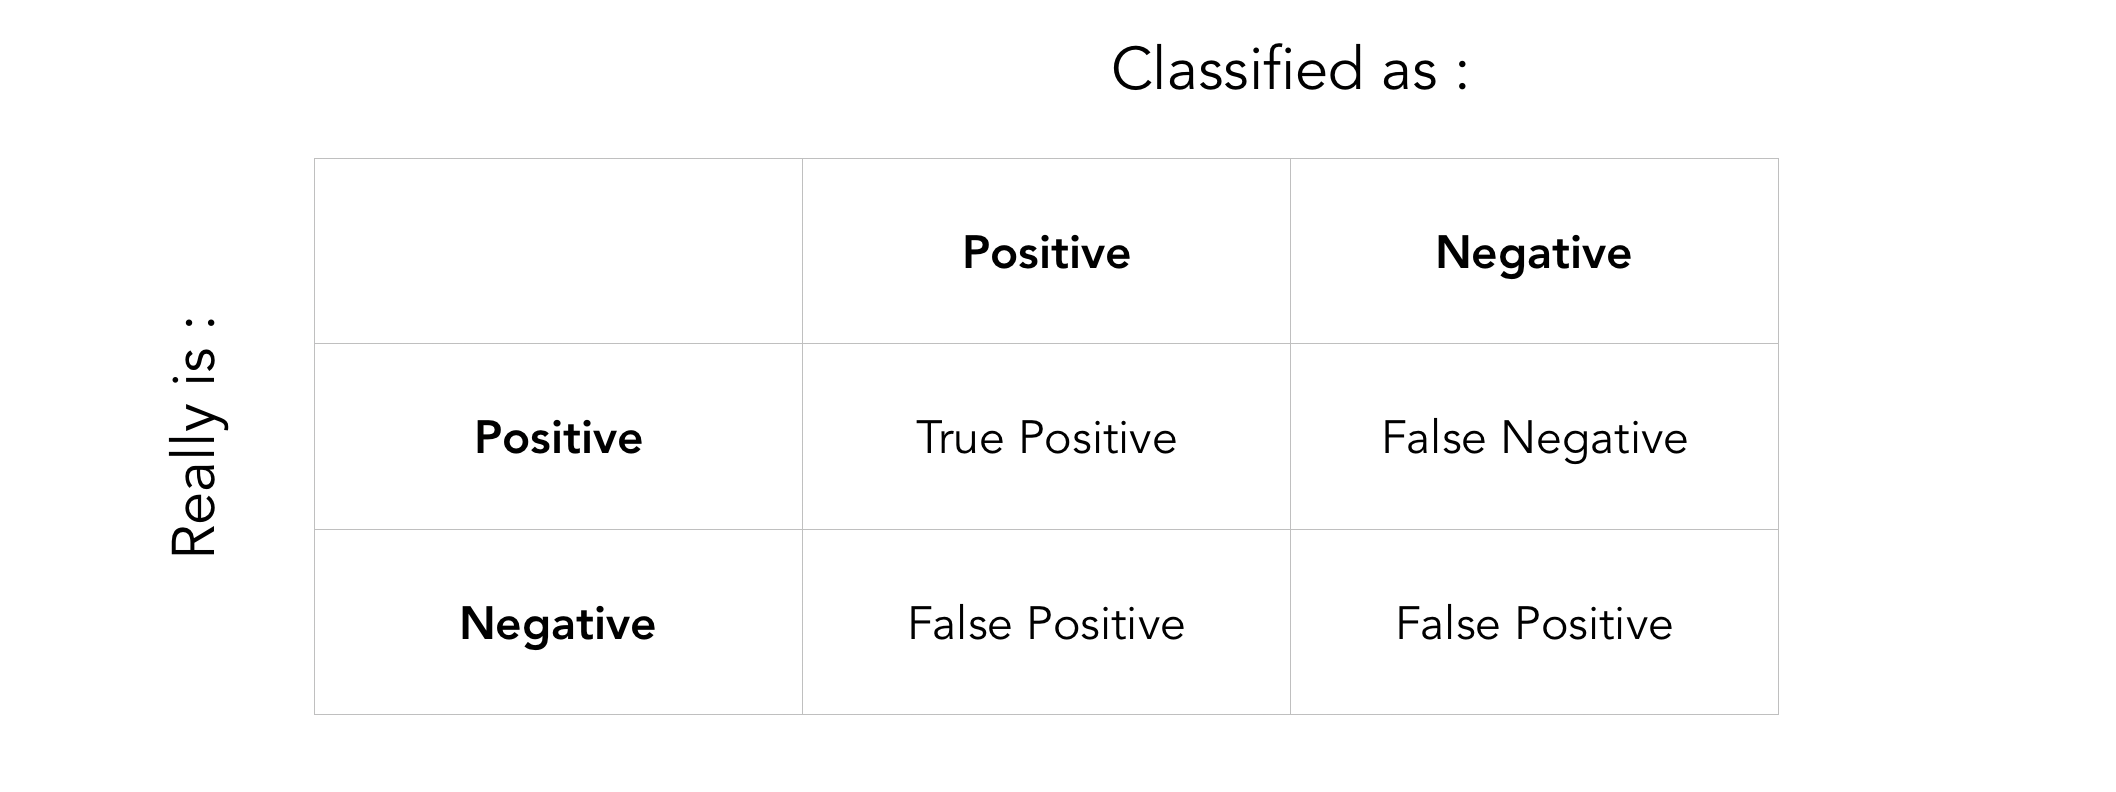 Classified as :
Positive Negative
Really is :
Positive True Positive False Negative
Negative False Positive False Positive